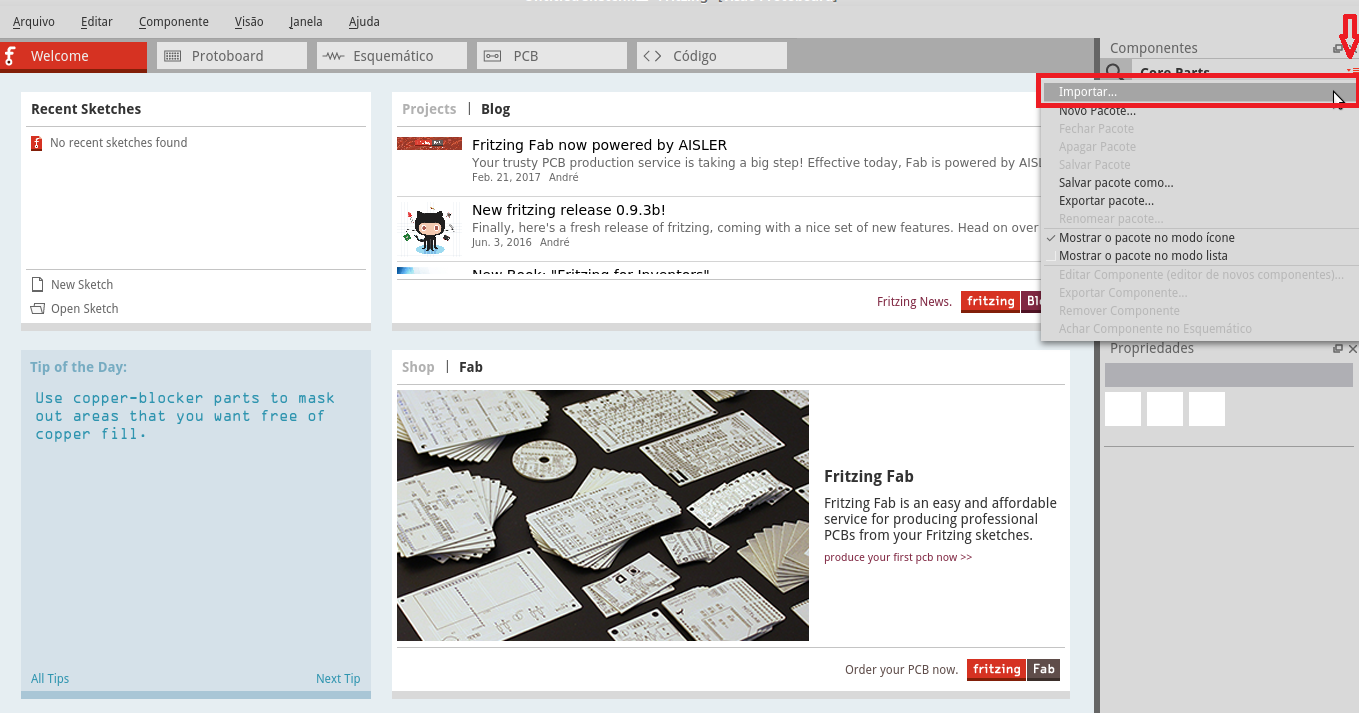 Arquivo Editar Componente Visão Janela Ajuda
Welcome Protoboard Esquemático PCB Código
Componentes
Core Parts
Importar...
Novo Pacote...
Fechar Pacote
Apagar Pacote
Salvar Pacote
Salvar pacote como...
Exportar pacote...
Renomear pacote...
Mostrar o pacote no modo ícone
Mostrar o pacote no modo lista
Editar Componente (editor de novos componentes)...
Exportar Componente...
Remover Componente
Achar Componente no Esquemático
Propriedades
Recent Sketches
No recent sketches found
New Sketch
Open Sketch
Projects | Blog
Fritzing Fab now powered by AISLER
Your trusty PCB production service is taking a big step! Effective today, Fab is powered by AISL
Feb. 21, 2017 André
New fritzing release 0.9.3b!
Finally, here's a fresh release of fritzing, coming with a nice set of new features. Head on over
Jun. 3, 2016 André
New Book: "Fritzing for Inventors"
Fritzing News. fritzing Bl
Tip of the Day:
Use copper-blocker parts to mask
out areas that you want free of
copper fill.
All Tips Next Tip
Shop | Fab
Fritzing Fab
Fritzing Fab is an easy and affordable
service for producing professional
PCBs from your Fritzing sketches.
produce your first pcb now >>
Order your PCB now. fritzing Fab